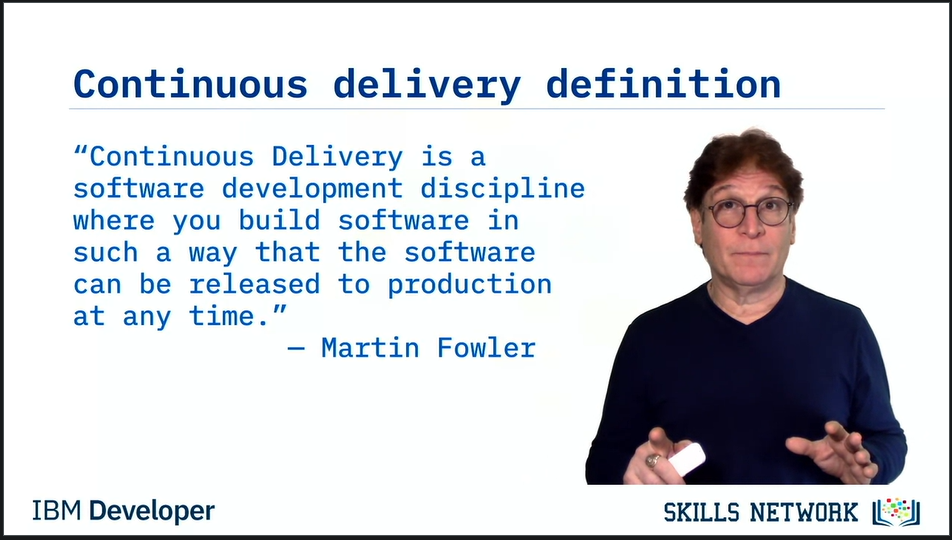 Continuous delivery definition
“Continuous Delivery is a
software development discipline
where you build software in
such a way that the software
can be released to production
at any time.”
— Martin Fowler
IBM Developer
SKILLS NETWORK